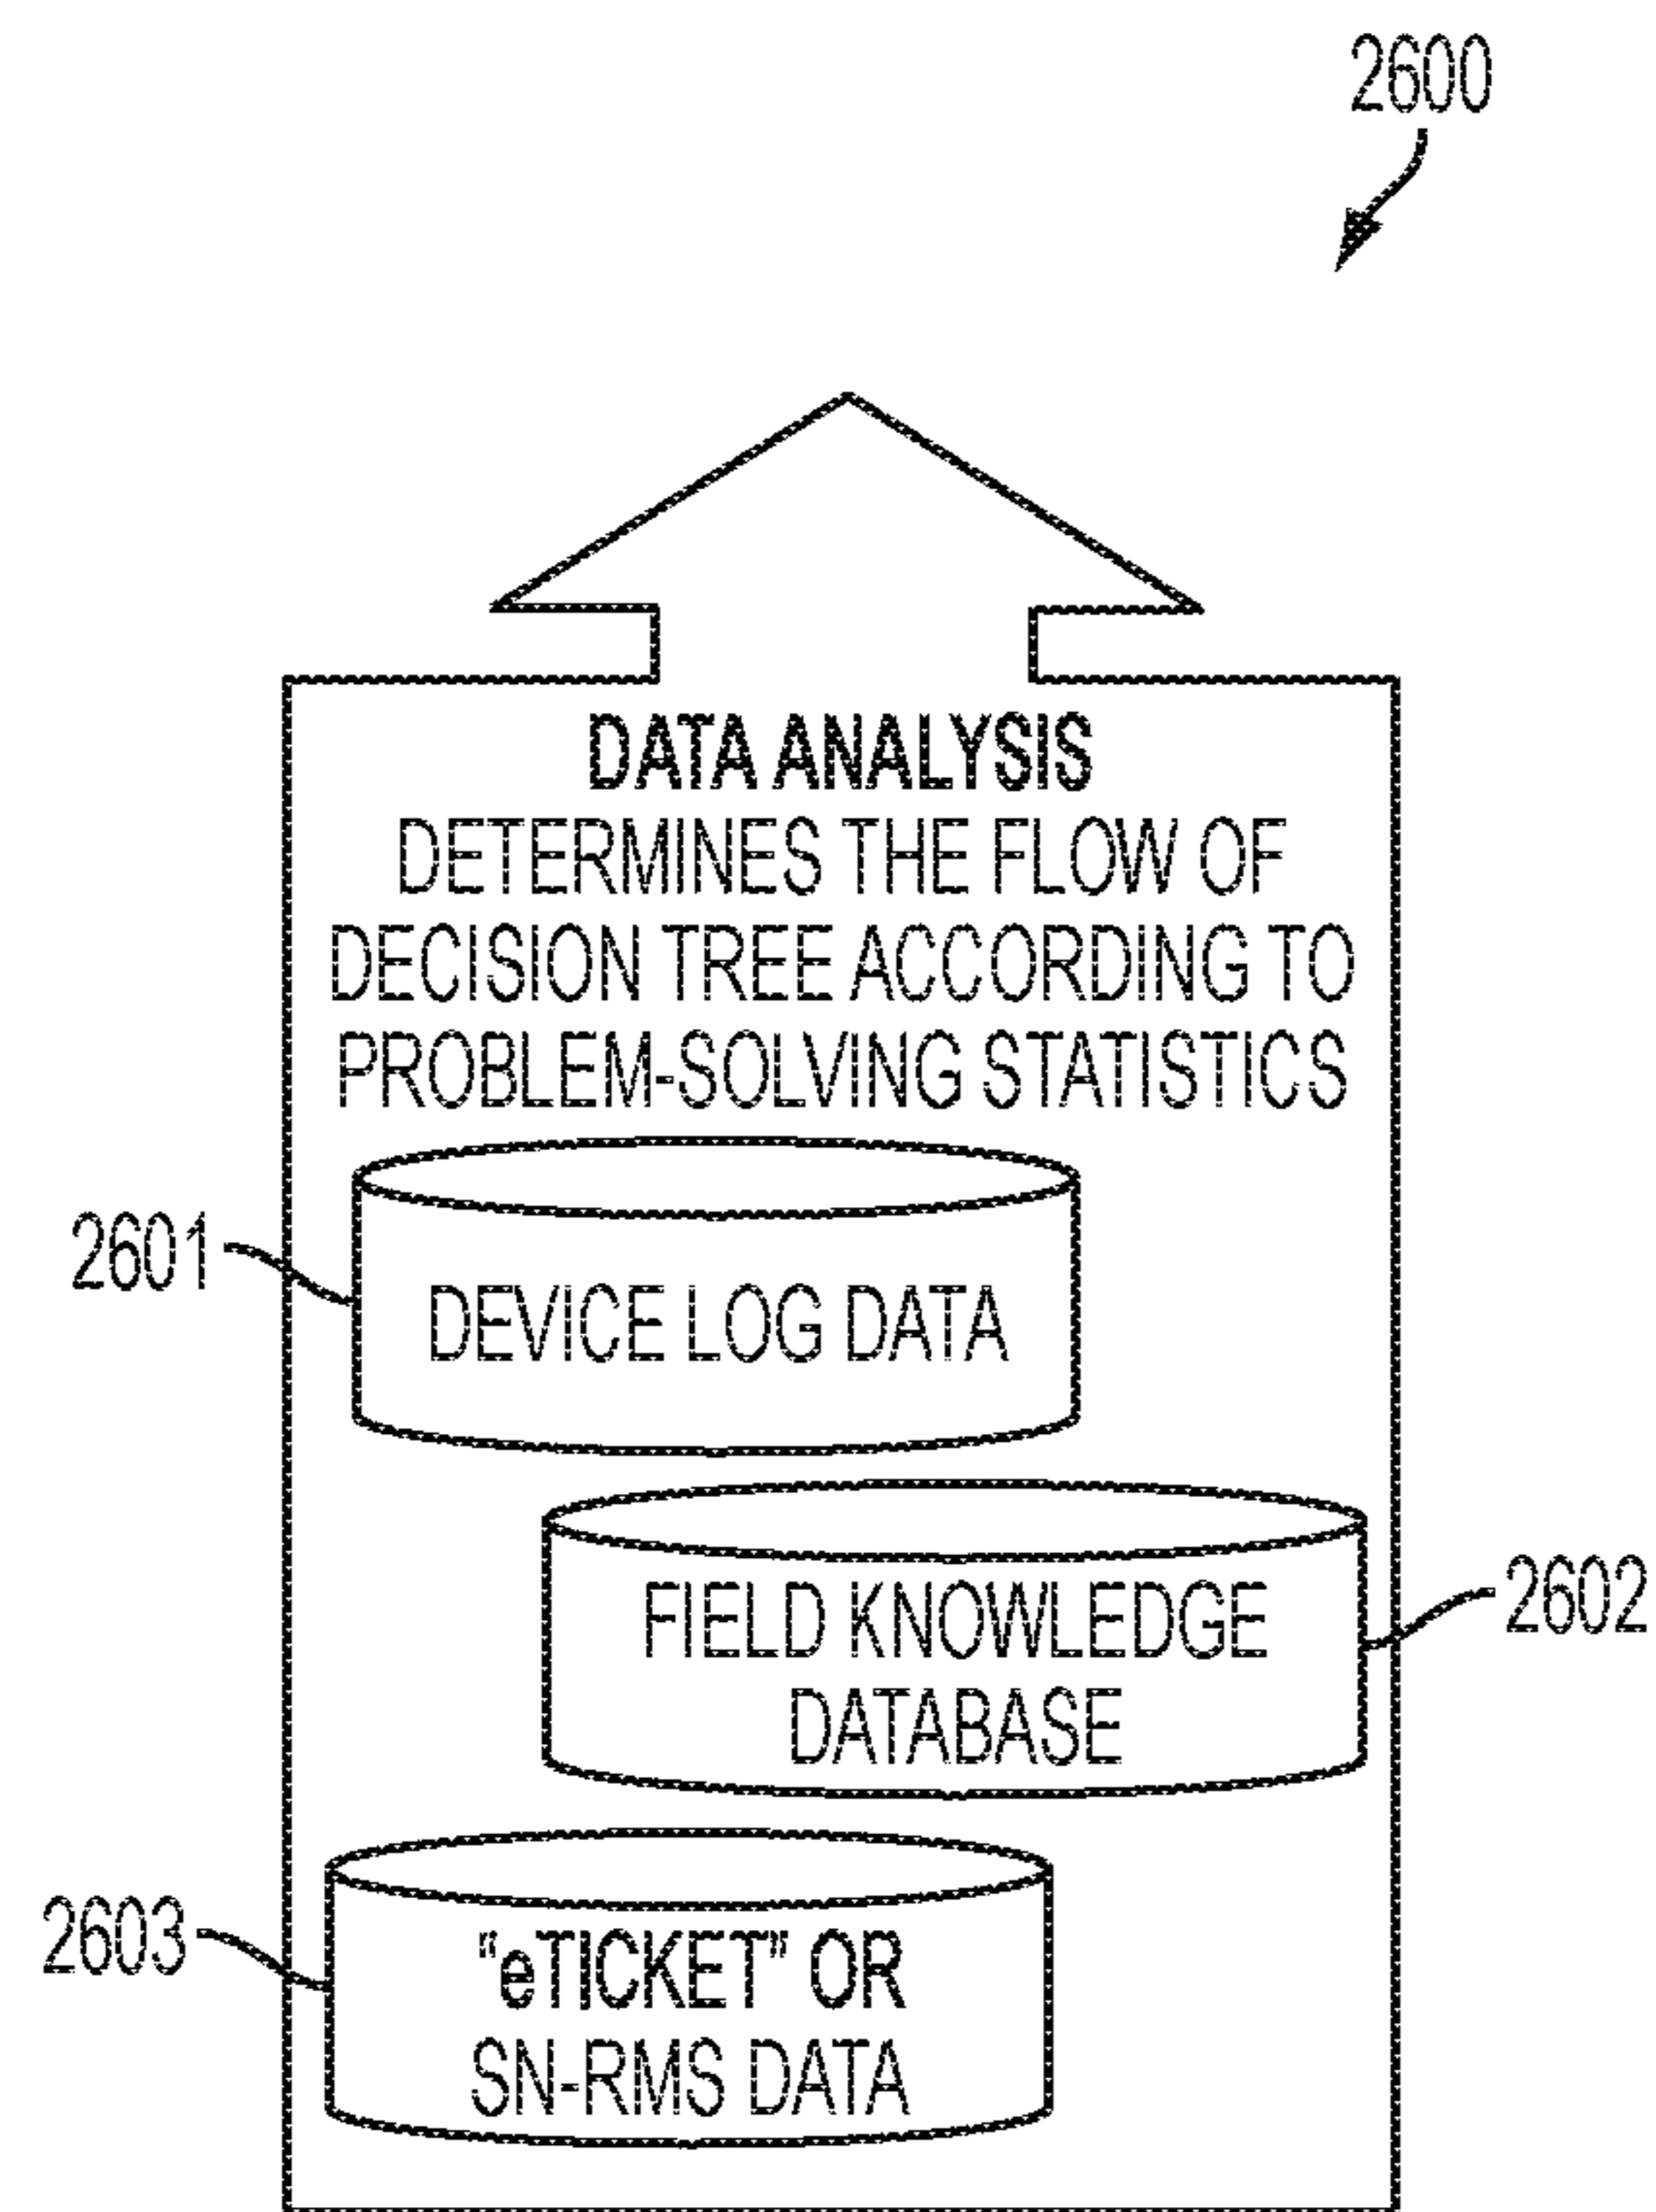 2600
DATA ANALYSIS
DETERMINES THE FLOW OF
DECISION TREE ACCORDING TO
PROBLEM-SOLVING STATISTICS
2601
DEVICE LOG DATA
FIELD KNOWLEDGE
DATABASE
2602
2603
“eTICKET” OR
SN-RMS DATA